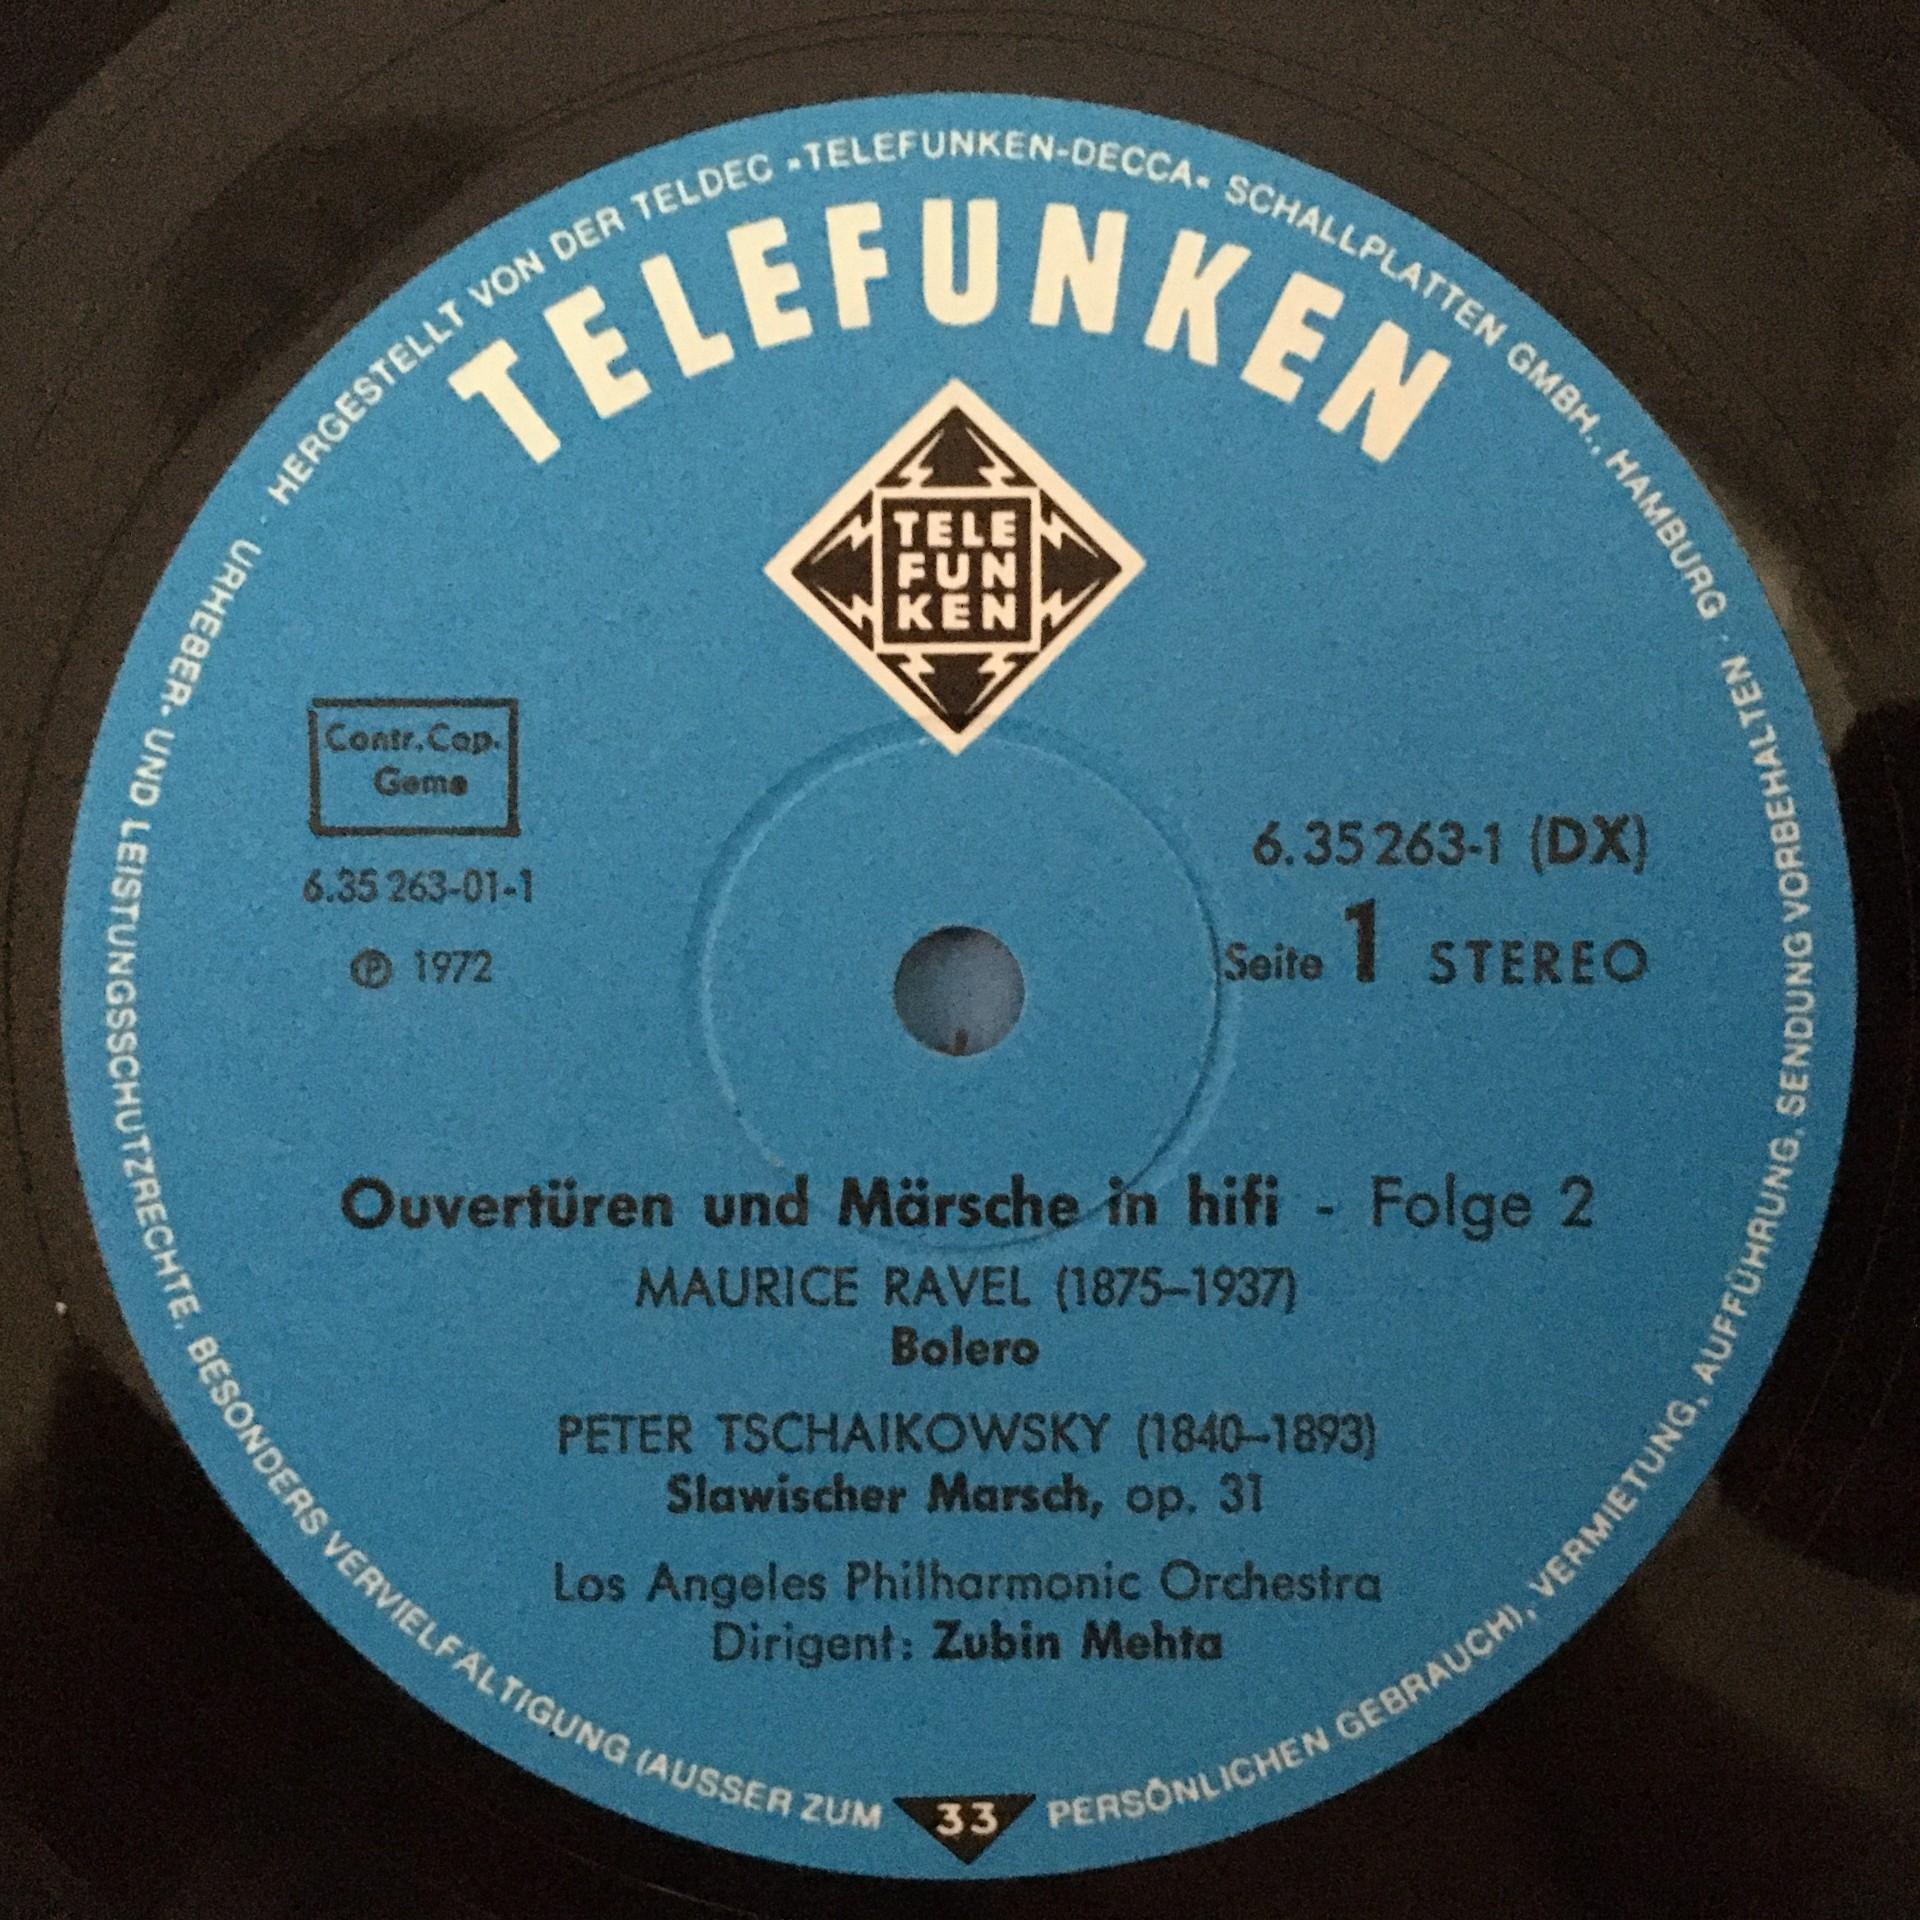 HERGESTELLT VON DER TELDEC »TELEFUNKEN-DECCA« SCHALLPLATTEN GMBH., HAMBURG · URHEBER- UND LEISTUNGSSCHUTZRECHTE, BESONDERS VERVIELFÄLTIGUNG (AUSSER ZUM PERSÖNLICHEN GEBRAUCH), VERMIETUNG, AUFFÜHRUNG, SENDUNG VORBEHALTEN ·
TELEFUNKEN
TELE
FUN
KEN
Contr. Cop.
Gema
6.35 263-01-1
℗ 1972
6.35 263-1 (DX)
Seite 1 STEREO
Ouvertüren und Märsche in hifi - Folge 2
MAURICE RAVEL (1875–1937)
Bolero
PETER TSCHAIKOWSKY (1840–1893)
Slawischer Marsch, op. 31
Los Angeles Philharmonic Orchestra
Dirigent: Zubin Mehta
33